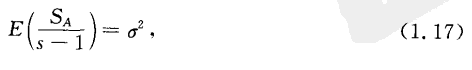 E(S_A / (s − 1)) = σ², (1.17)